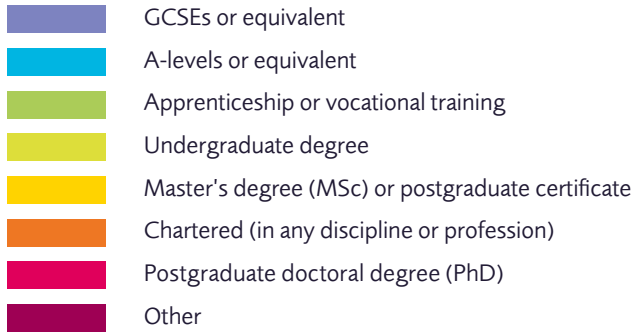 GCSEs or equivalent
A-levels or equivalent
Apprenticeship or vocational training
Undergraduate degree
Master's degree (MSc) or postgraduate certificate
Chartered (in any discipline or profession)
Postgraduate doctoral degree (PhD)
Other